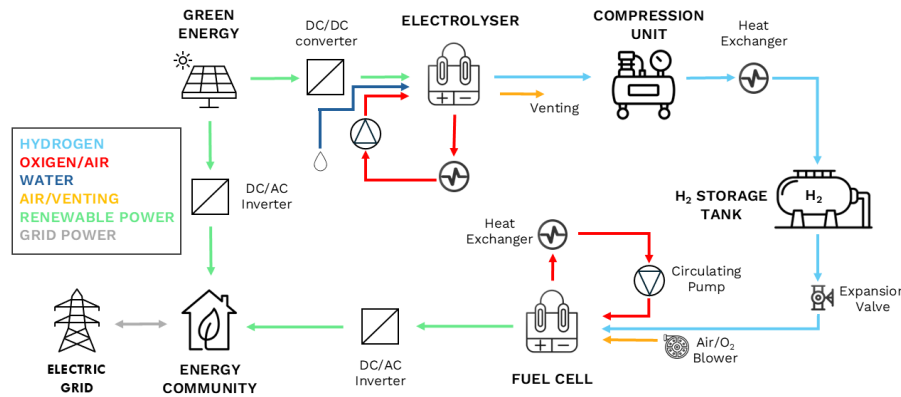 GREEN
ENERGY
DC/DC
converter
ELECTROLYSER
COMPRESSION
UNIT
Heat
Exchanger
Venting
HYDROGEN
OXIGEN/AIR
WATER
AIR/VENTING
RENEWABLE POWER
GRID POWER
DC/AC
Inverter
H₂ STORAGE
TANK
H₂
Heat
Exchanger
Circulating
Pump
Expansion
Valve
Air/O₂
Blower
DC/AC
Inverter
FUEL CELL
ENERGY
COMMUNITY
ELECTRIC
GRID